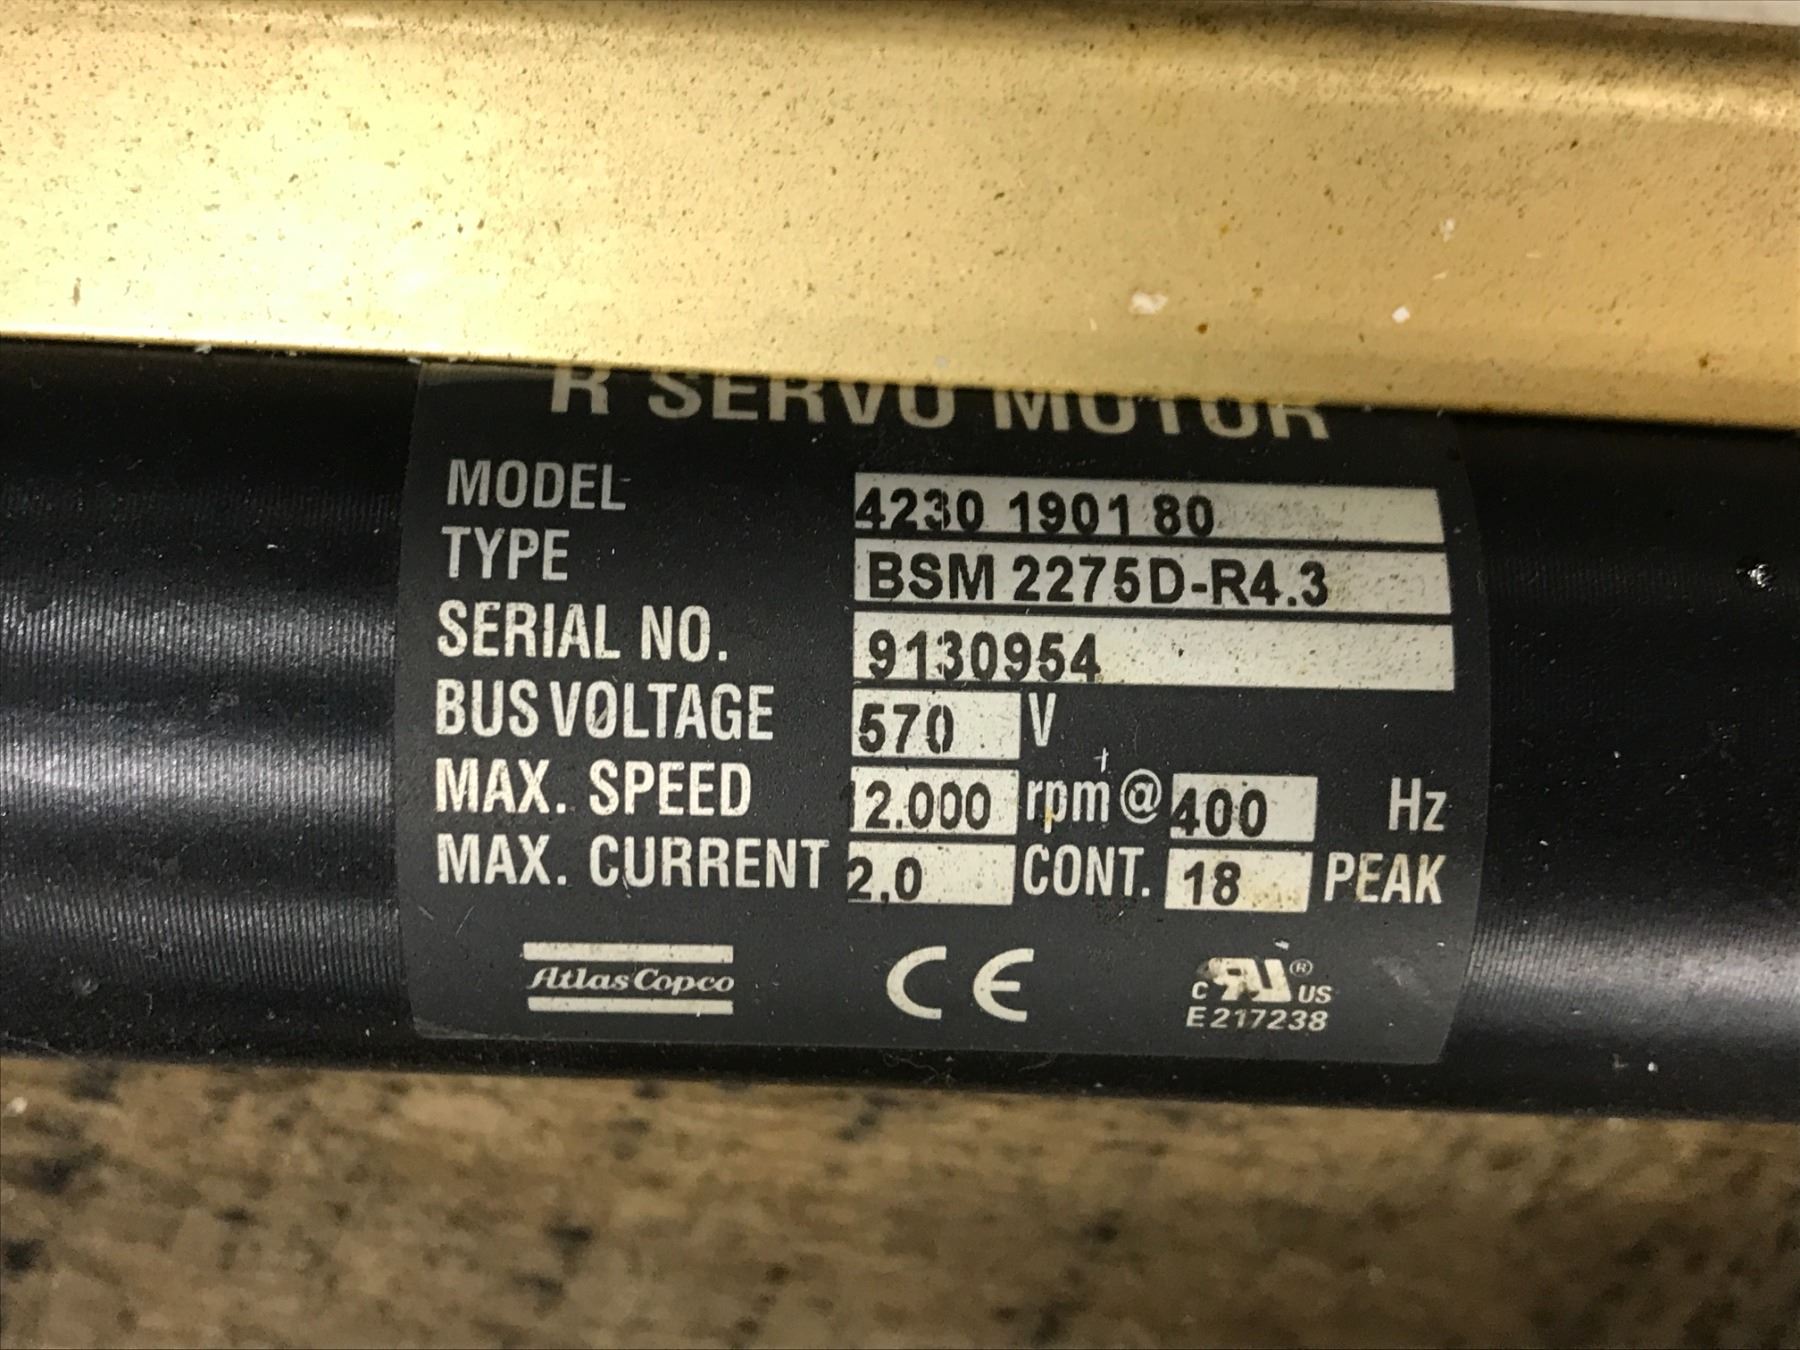 R SERVO MOTOR
MODEL 4230 1901 80
TYPE BSM 2275D-R4.3
SERIAL NO. 9130954
BUS VOLTAGE 570 V
MAX. SPEED 12.000 rpm @ 400 Hz
MAX. CURRENT 2,0 CONT. 18 PEAK
Atlas Copco CE c RU ® US
E217238